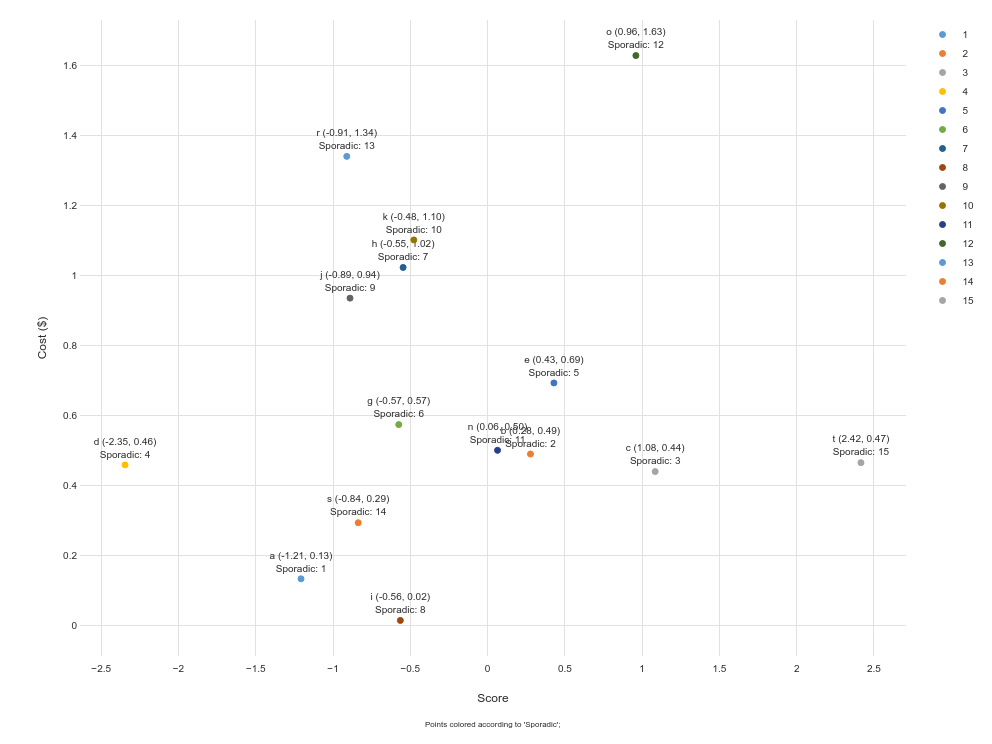 o (0.96, 1.63)
Sporadic: 12
r (-0.91, 1.34)
Sporadic: 13
k (-0.48, 1.10)
Sporadic: 10
h (-0.55, 1.02)
Sporadic: 7
j (-0.89, 0.94)
Sporadic: 9
e (0.43, 0.69)
Sporadic: 5
g (-0.57, 0.57)
Sporadic: 6
n (0.06, 0.50)
Sporadic: 11
b (0.28, 0.49)
Sporadic: 2
d (-2.35, 0.46)
Sporadic: 4
c (1.08, 0.44)
Sporadic: 3
t (2.42, 0.47)
Sporadic: 15
s (-0.84, 0.29)
Sporadic: 14
a (-1.21, 0.13)
Sporadic: 1
i (-0.56, 0.02)
Sporadic: 8
1.6
1.4
1.2
1
0.8
0.6
0.4
0.2
0
Cost ($)
−2.5
−2
−1.5
−1
−0.5
0
0.5
1
1.5
2
2.5
Score
Points colored according to 'Sporadic';
1
2
3
4
5
6
7
8
9
10
11
12
13
14
15